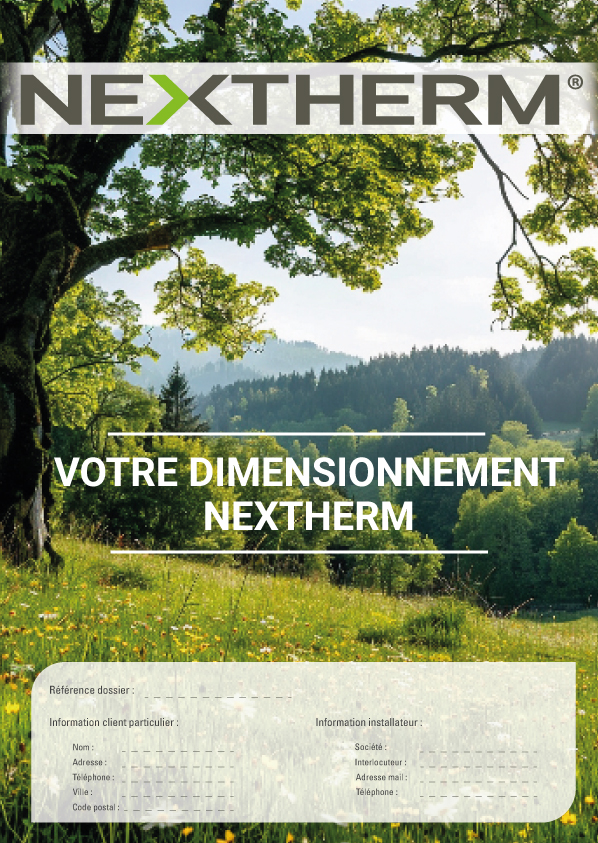 NEXTHERM®
VOTRE DIMENSIONNEMENT
NEXTHERM
Référence dossier :
Information client particulier :
Nom :
Adresse :
Téléphone :
Ville :
Code postal :
Information installateur :
Société :
Interlocuteur :
Adresse mail :
Téléphone :